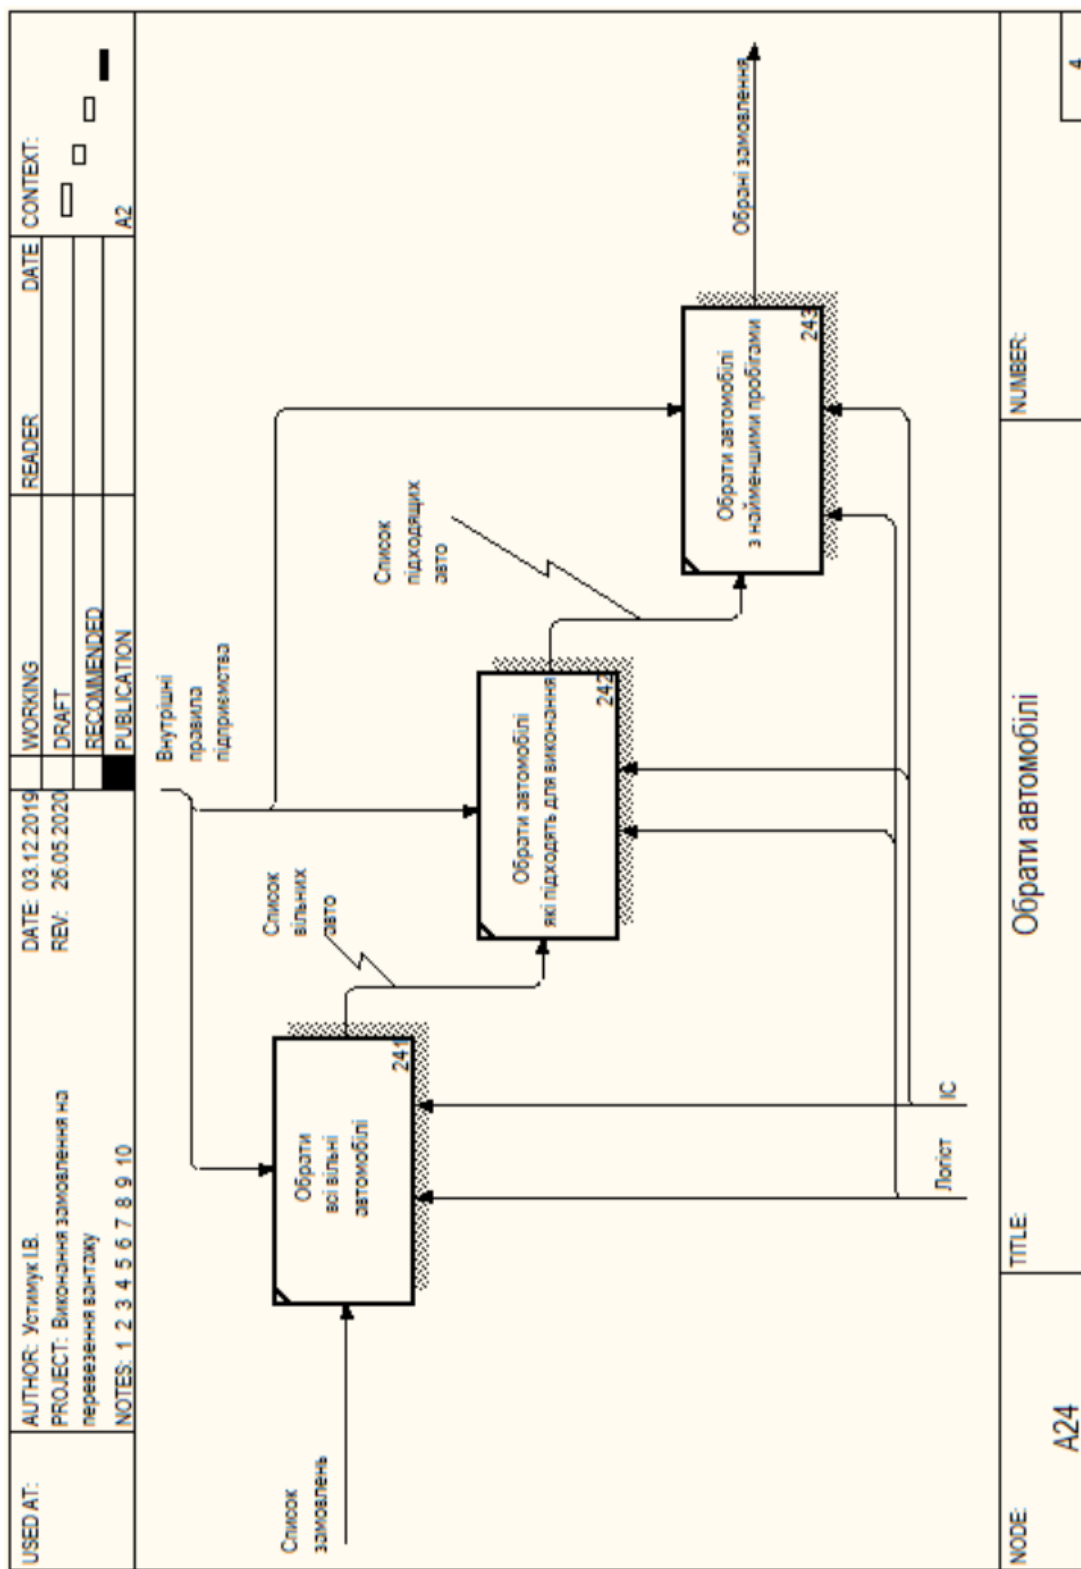 USED AT:
AUTHOR: Устимук І.В.
PROJECT: Виконання замовлення на
перевезення вантажу
NOTES: 1 2 3 4 5 6 7 8 9 10
DATE: 03.12.2019
REV: 26.05.2020
WORKING
DRAFT
RECOMMENDED
PUBLICATION
READER
DATE
CONTEXT:
A2
Внутрішні
правила
підприємства
Список
замовлень
Обрати
всі вільні
автомобілі
241
Список
вільних
авто
Обрати автомобілі
які підходять для виконання
242
Список
підходящих
авто
Обрати автомобілі
з найменшими пробігами
243
Обрані замовлення
Логіст
ІС
NODE:
A24
TITLE:
Обрати автомобілі
NUMBER:
4